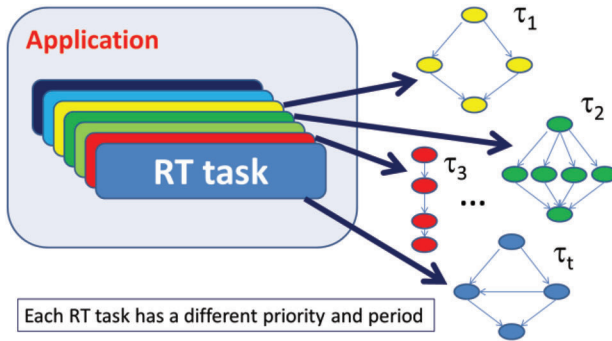 Application
RT task
τ1
τ2
τ3
...
τt
Each RT task has a different priority and period